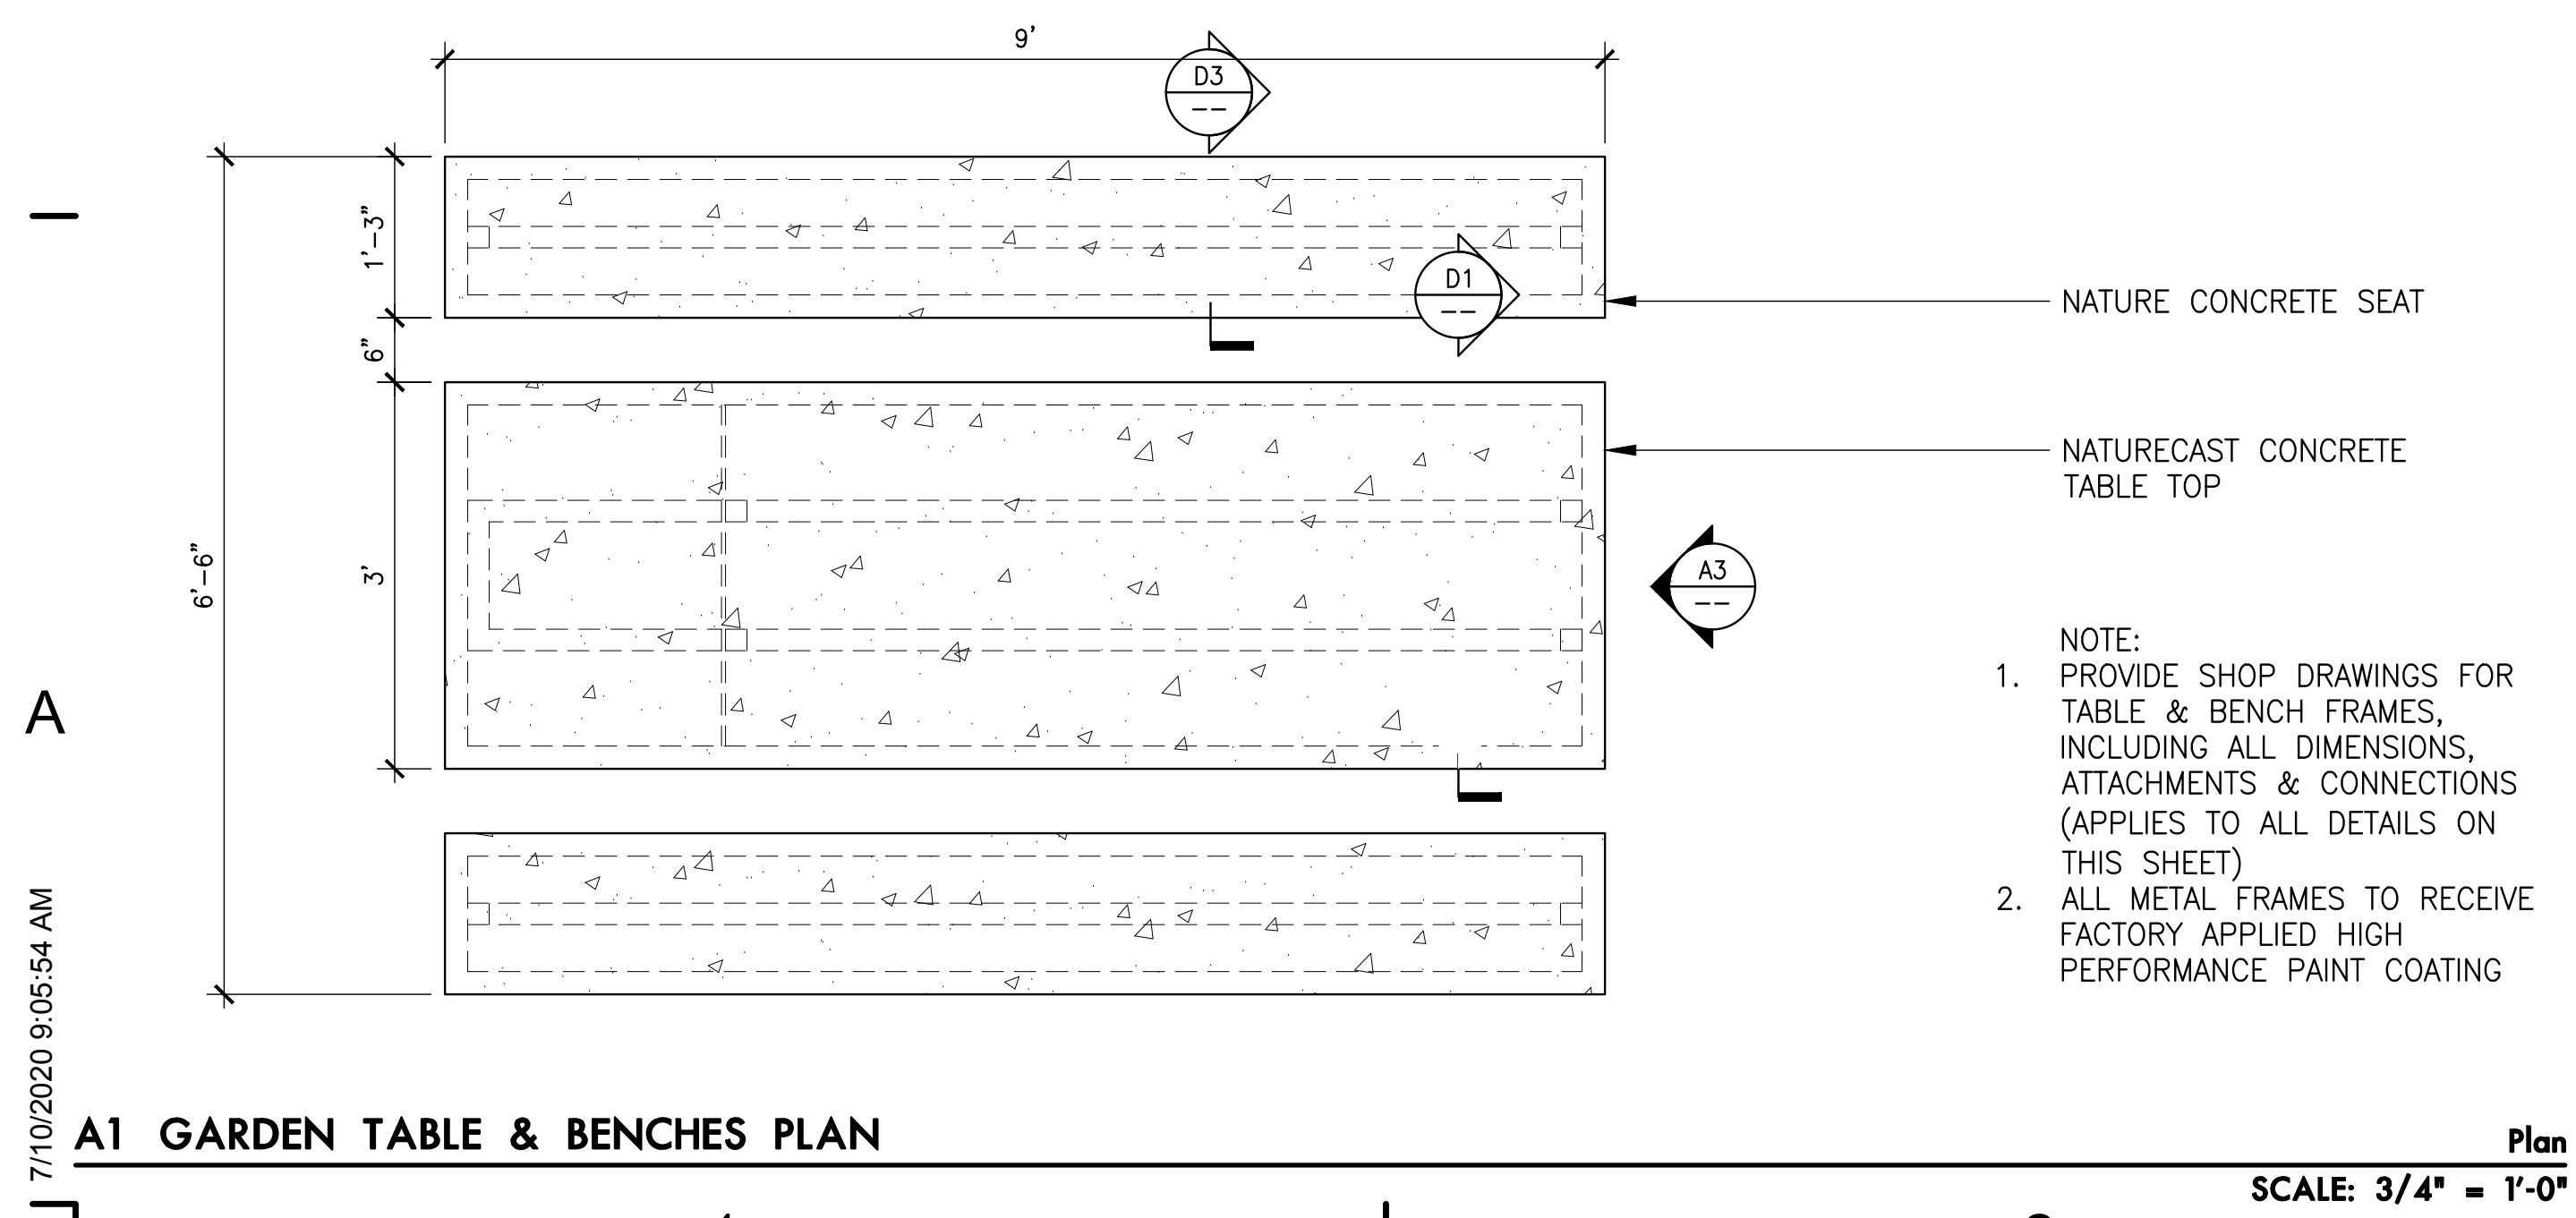 9'
D3
--
1'-3"
D1
--
NATURE CONCRETE SEAT
6"
NATURECAST CONCRETE
TABLE TOP
6'-6"
3'
A3
--
NOTE:
1. PROVIDE SHOP DRAWINGS FOR
TABLE & BENCH FRAMES,
INCLUDING ALL DIMENSIONS,
ATTACHMENTS & CONNECTIONS
(APPLIES TO ALL DETAILS ON
THIS SHEET)
2. ALL METAL FRAMES TO RECEIVE
FACTORY APPLIED HIGH
PERFORMANCE PAINT COATING
A
7/10/2020 9:05:54 AM
A1 GARDEN TABLE & BENCHES PLAN
Plan
SCALE: 3/4" = 1'-0"